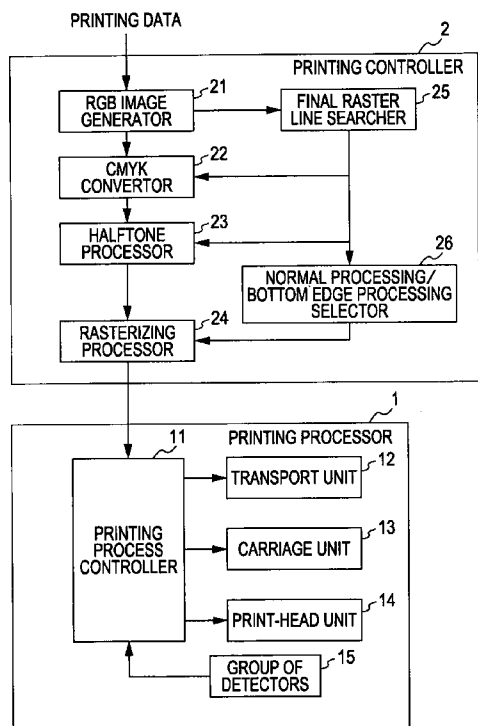 PRINTING DATA
2
PRINTING CONTROLLER
21
RGB IMAGE
GENERATOR
25
FINAL RASTER
LINE SEARCHER
22
CMYK
CONVERTOR
23
HALFTONE
PROCESSOR
26
NORMAL PROCESSING/
BOTTOM EDGE PROCESSING
SELECTOR
24
RASTERIZING
PROCESSOR
1
PRINTING PROCESSOR
11
PRINTING
PROCESS
CONTROLLER
12
TRANSPORT UNIT
13
CARRIAGE UNIT
14
PRINT-HEAD UNIT
15
GROUP OF
DETECTORS